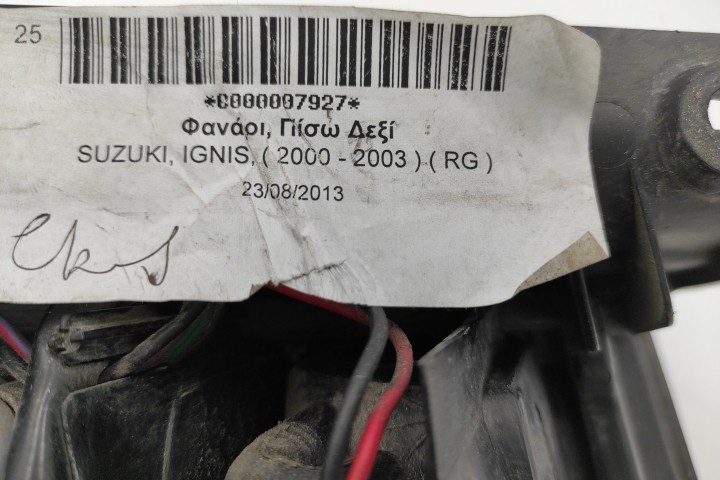 25
*C000007927*
Φανάρι, Πίσω Δεξί
SUZUKI, IGNIS, ( 2000 - 2003 ) ( RG )
23/08/2013